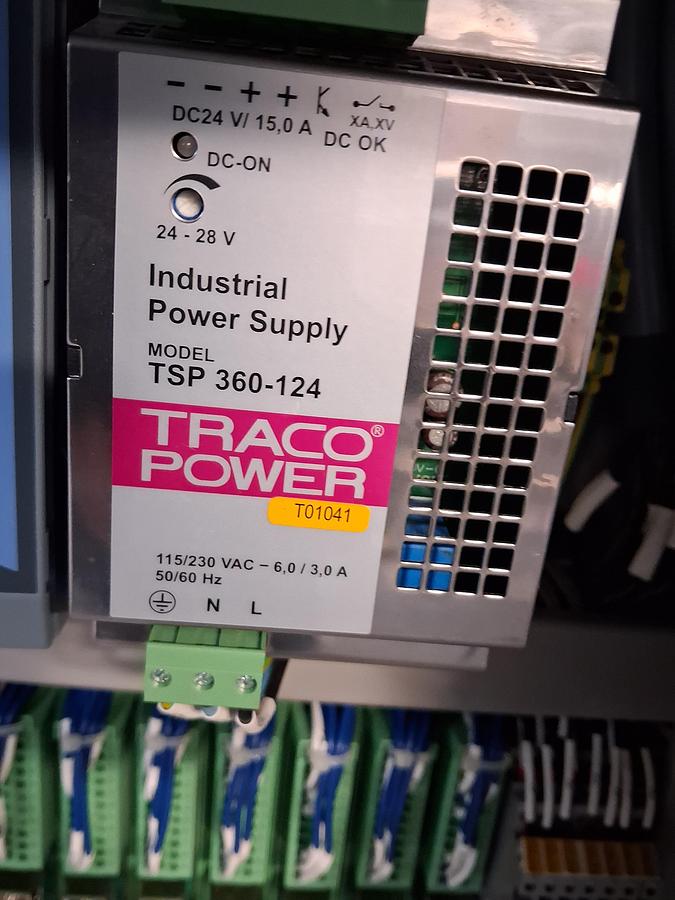 – – + +
DC24 V/ 15,0 A
XA,XV
DC OK
DC-ON
24 - 28 V
Industrial
Power Supply
MODEL
TSP 360-124
TRACO®
POWER
T01041
115/230 VAC – 6,0 / 3,0 A
50/60 Hz
N L